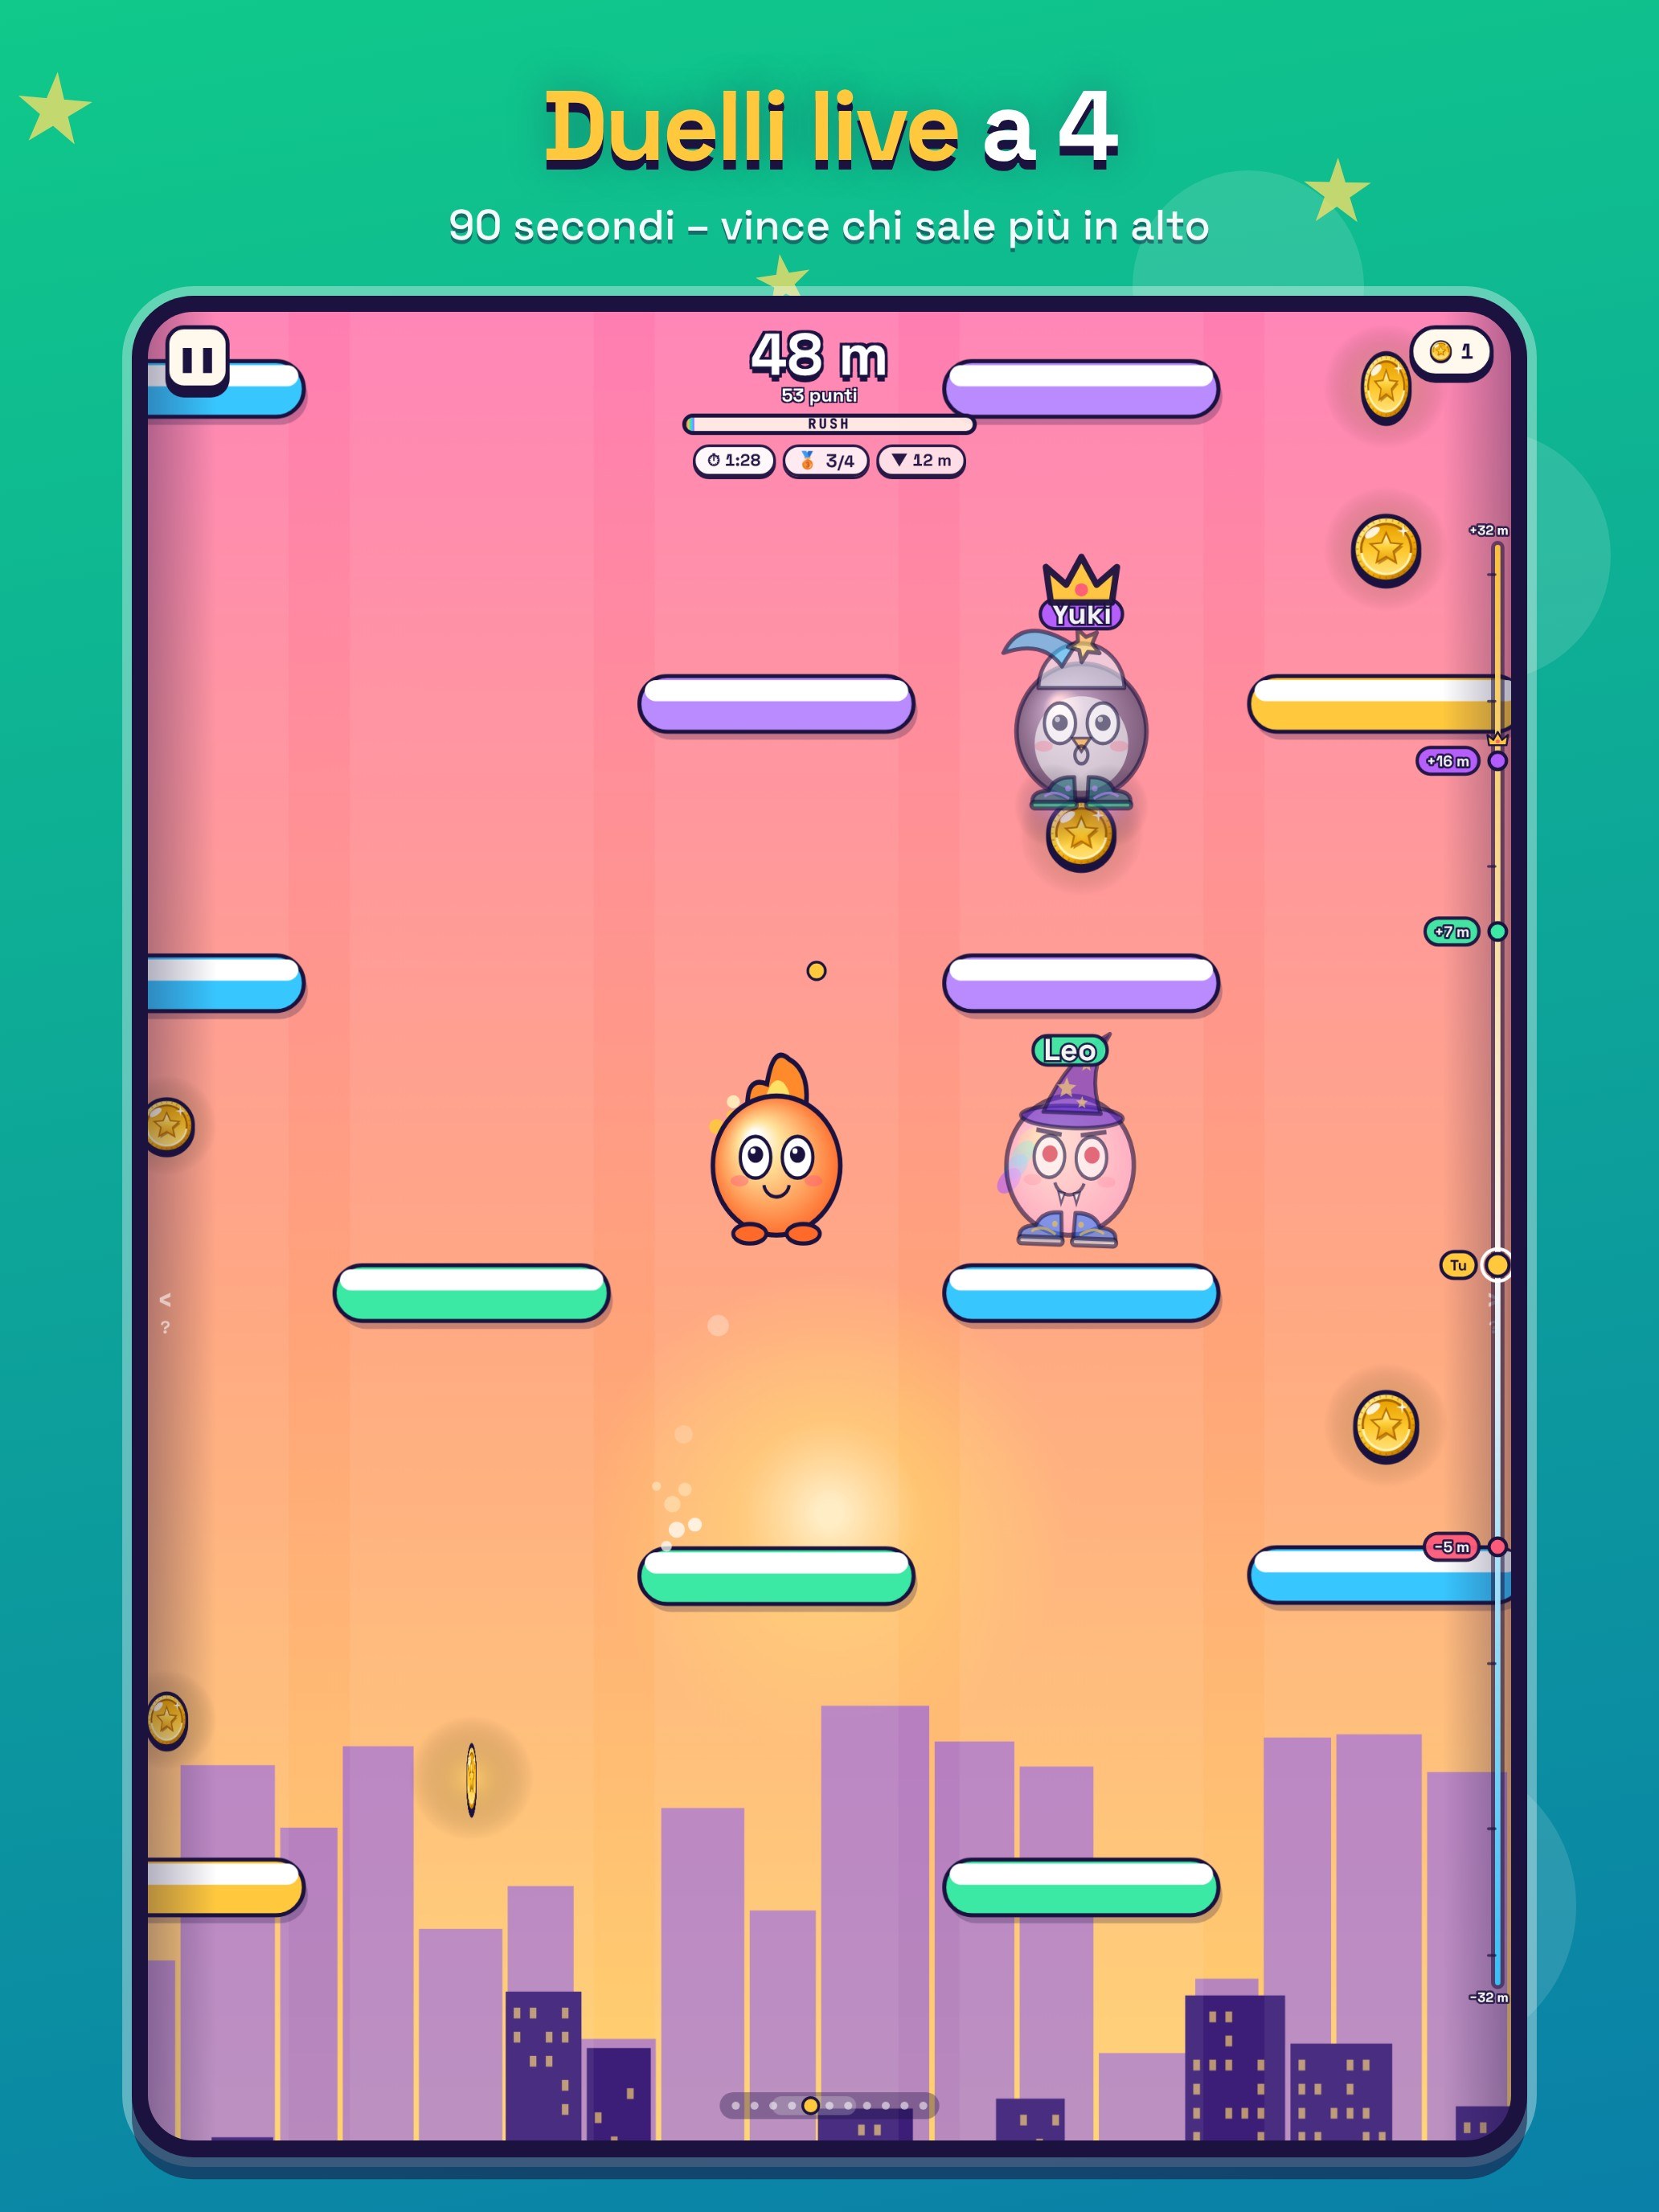 Duelli live a 4
90 secondi – vince chi sale più in alto
48 m
53 punti
RUSH
1:28
3/4
▼ 12 m
1
+32 m
Yuki
+16 m
+7 m
Leo
Tu
<
?
-5 m
-32 m